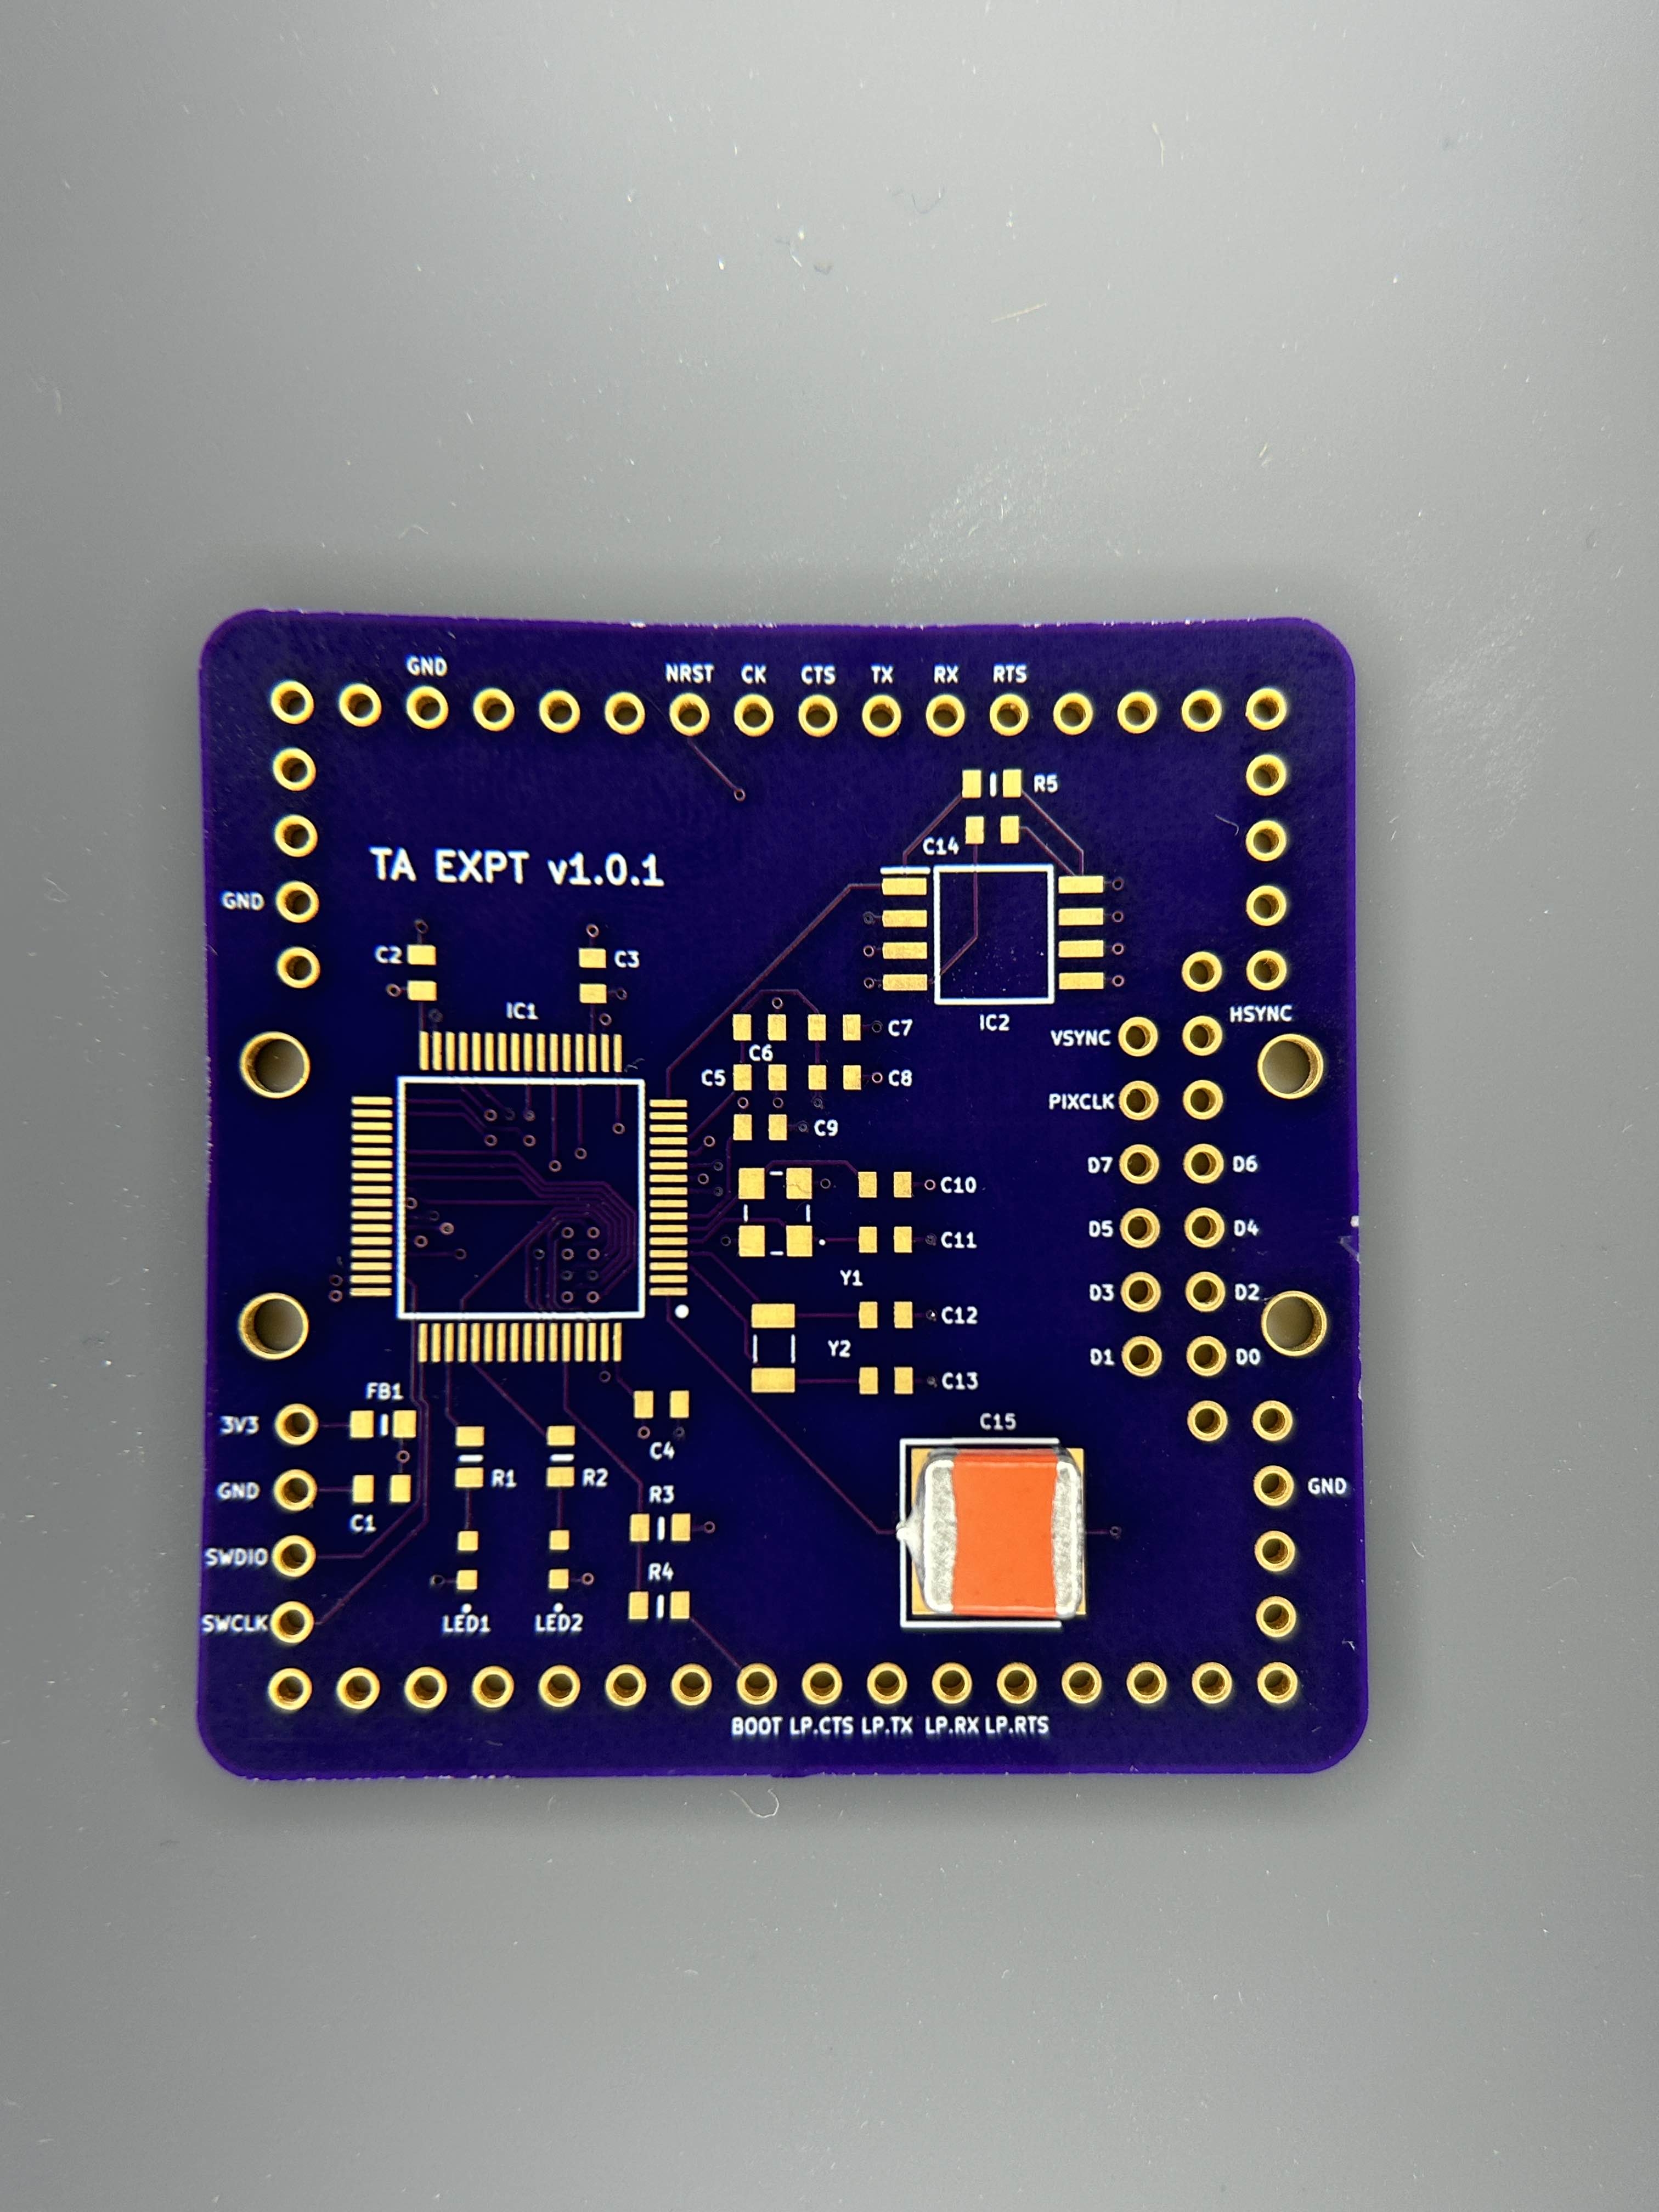 GND
NRST CK CTS TX RX RTS
R5
C14
TA EXPT v1.0.1
GND
C2
C3
IC1
IC2
HSYNC
VSYNC
C7
C6
C5
C8
C9
PIXCLK
D7 D6
C10
C11
D5 D4
Y1
D3 D2
C12
Y2
D1 D0
C13
FB1
3V3
C15
C4
R1
R2
GND
GND
R3
C1
SWDIO
R4
SWCLK
LED1
LED2
BOOT LP.CTS LP.TX LP.RX LP.RTS